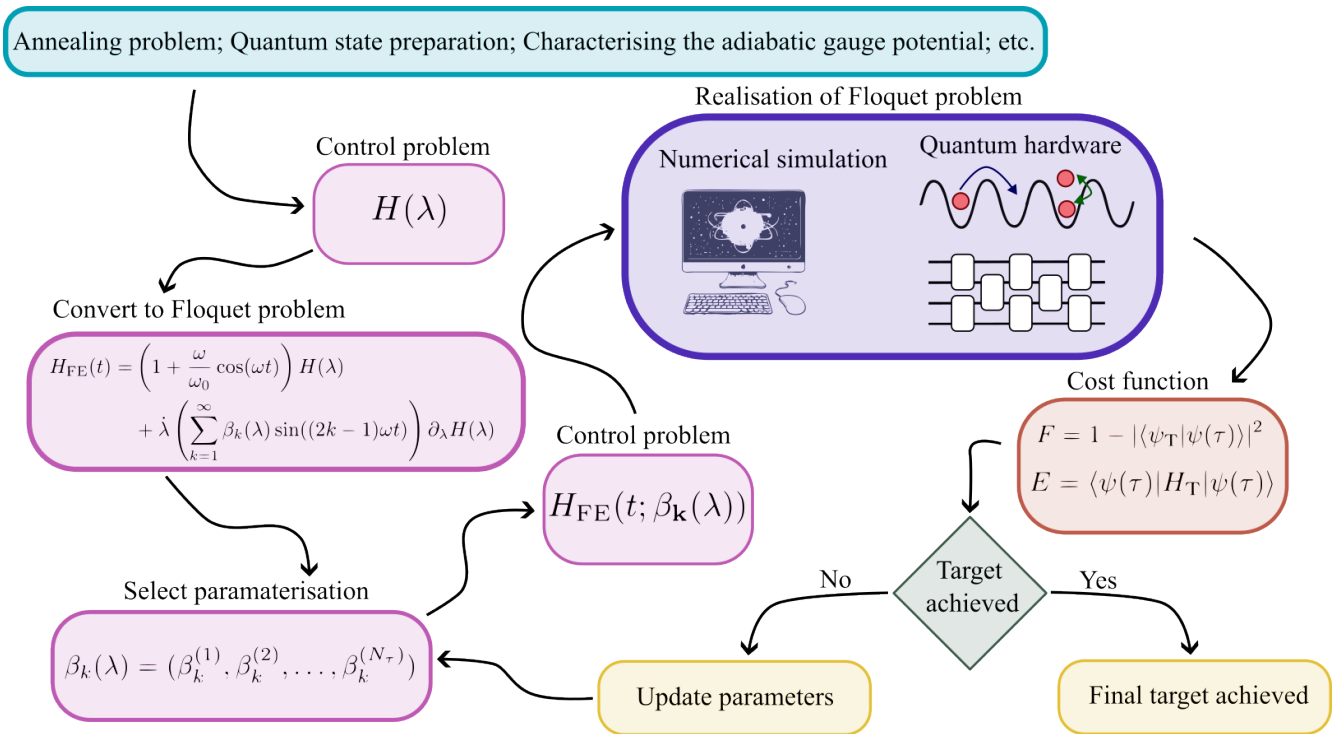 Annealing problem; Quantum state preparation; Characterising the adiabatic gauge potential; etc.
Realisation of Floquet problem
Numerical simulation
Quantum hardware
Control problem
H(λ)
Convert to Floquet problem
H_FE(t) = (1 + ω/ω₀ cos(ωt)) H(λ)
+ λ̇ (∑_{k=1}^{∞} β_k(λ) sin((2k − 1)ωt)) ∂_λH(λ)
Control problem
H_FE(t; β_k(λ))
Select paramaterisation
β_k(λ) = (β_k^{(1)}, β_k^{(2)}, . . . , β_k^{(N_τ)})
Cost function
F = 1 − |⟨ψ_T|ψ(τ)⟩|²
E = ⟨ψ(τ)|H_T|ψ(τ)⟩
Target
achieved
No
Yes
Update parameters
Final target achieved